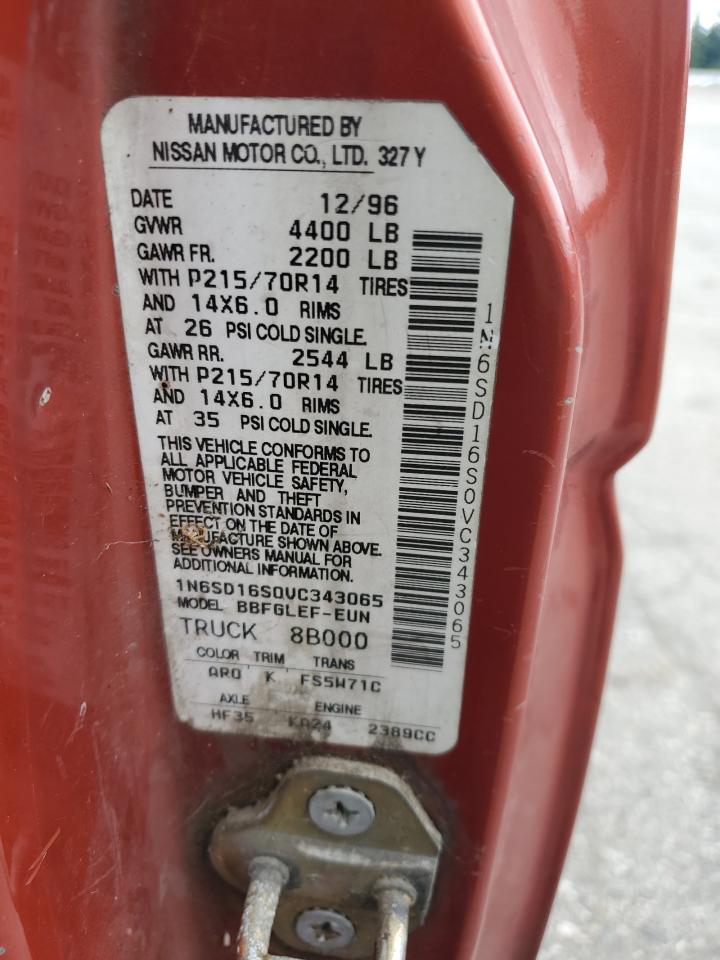 MANUFACTURED BY
NISSAN MOTOR CO., LTD. 327 Y
DATE 12/96
GVWR 4400 LB
GAWR FR. 2200 LB
WITH P215/70R14 TIRES
AND 14X6.0 RIMS
AT 26 PSI COLD SINGLE.
GAWR RR. 2544 LB
WITH P215/70R14 TIRES
AND 14X6.0 RIMS
AT 35 PSI COLD SINGLE.
THIS VEHICLE CONFORMS TO
ALL APPLICABLE FEDERAL
MOTOR VEHICLE SAFETY,
BUMPER AND THEFT
PREVENTION STANDARDS IN
EFFECT ON THE DATE OF
MANUFACTURE SHOWN ABOVE.
SEE OWNERS MANUAL FOR
ADDITIONAL INFORMATION.
1N6SD16S0VC343065
MODEL BBFGLEF-EUN
TRUCK 8B000
COLOR TRIM TRANS
AR0 K FS5W71C
AXLE ENGINE
HF35 KA24 2389CC
1N6SD16S0VC343065